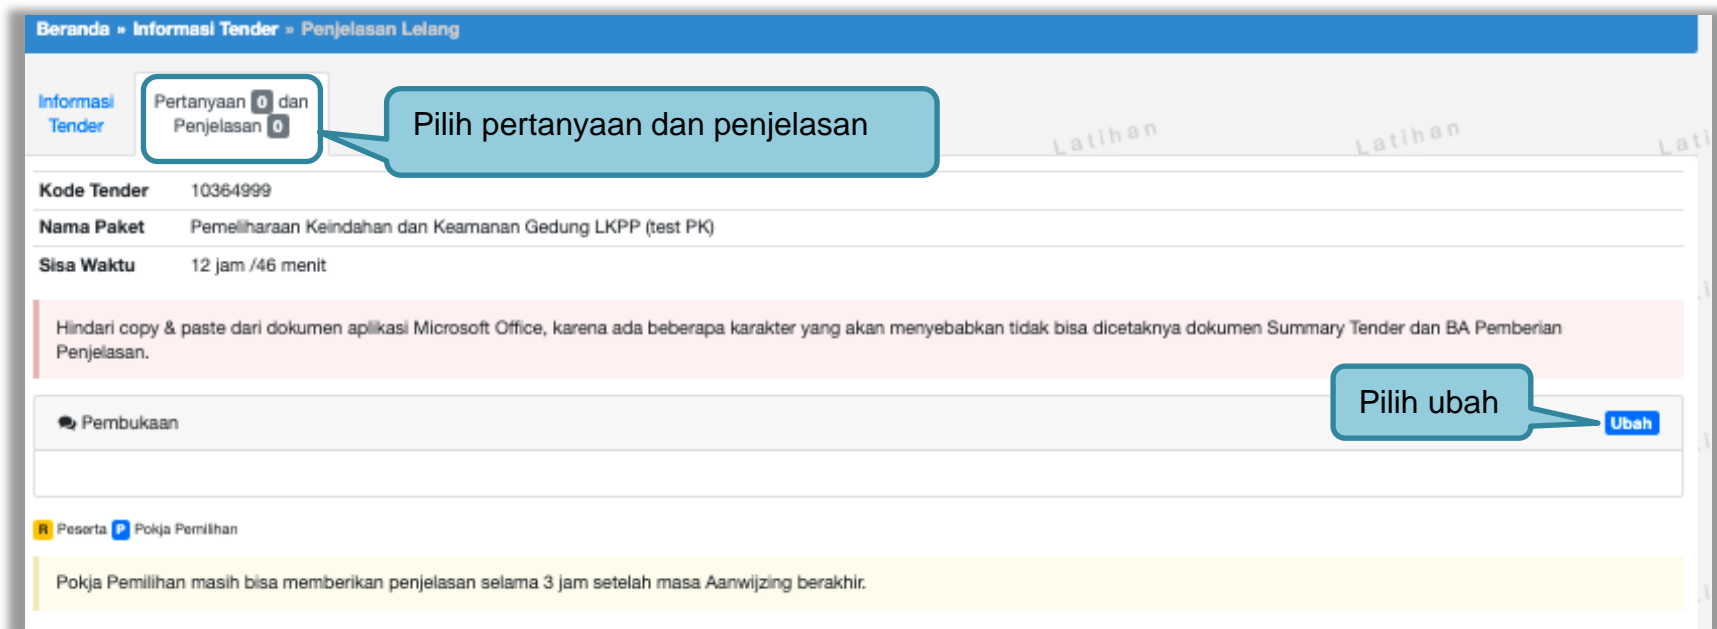 Beranda » Informasi Tender » Penjelasan Lelang
Informasi
Tender
Pertanyaan 0 dan
Penjelasan 0
Pilih pertanyaan dan penjelasan
Latihan
Latihan
Lati
Kode Tender 10364999
Nama Paket Pemeliharaan Keindahan dan Keamanan Gedung LKPP (test PK)
Sisa Waktu 12 jam /46 menit
Hindari copy & paste dari dokumen aplikasi Microsoft Office, karena ada beberapa karakter yang akan menyebabkan tidak bisa dicetaknya dokumen Summary Tender dan BA Pemberian
Penjelasan.
Pilih ubah
Pembukaan
Ubah
R Peserta P Pokja Pemilihan
Pokja Pemilihan masih bisa memberikan penjelasan selama 3 jam setelah masa Aanwijzing berakhir.